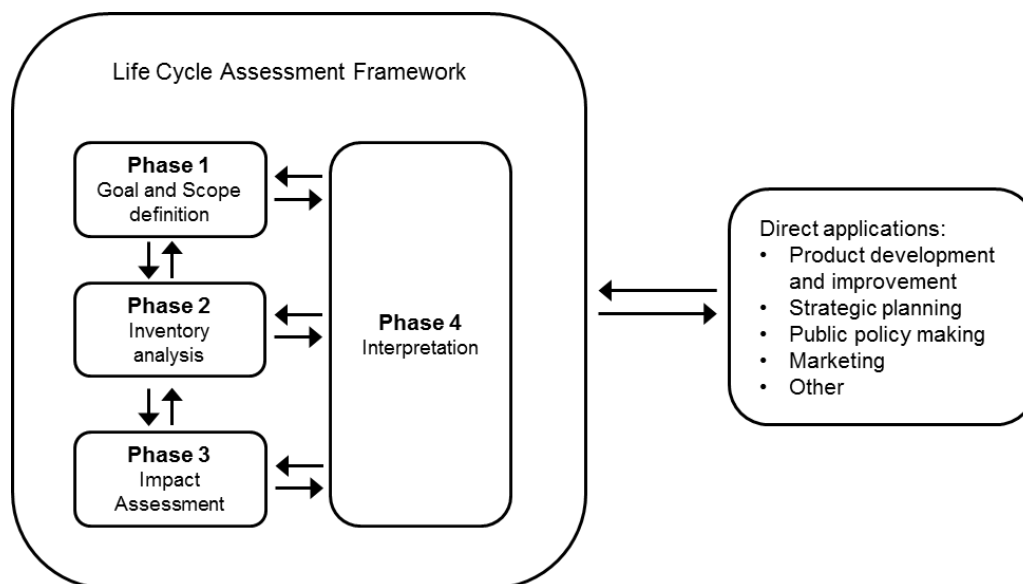 Life Cycle Assessment Framework
Phase 1
Goal and Scope
definition
Phase 2
Inventory
analysis
Phase 3
Impact
Assessment
Phase 4
Interpretation
Direct applications:
• Product development
and improvement
• Strategic planning
• Public policy making
• Marketing
• Other